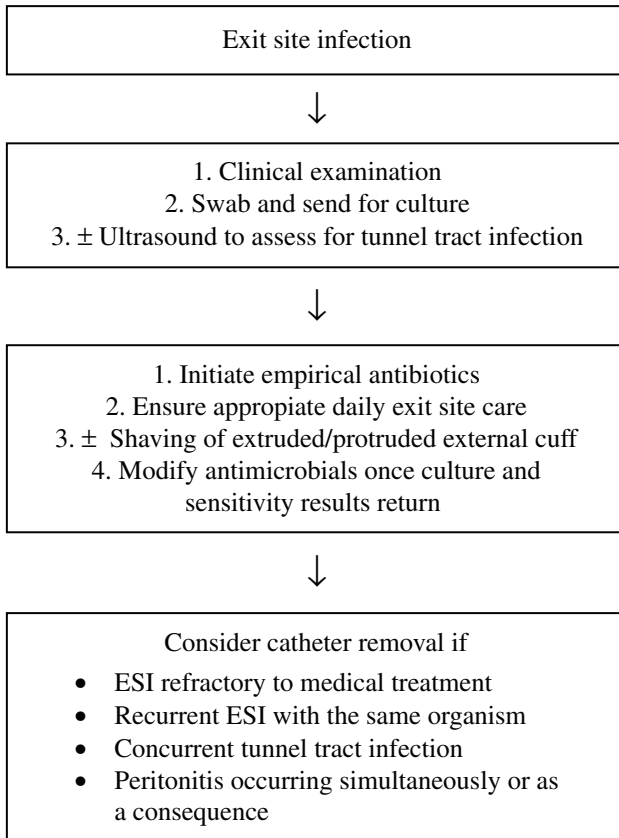 Exit site infection
↓
1. Clinical examination
2. Swab and send for culture
3. ± Ultrasound to assess for tunnel tract infection
↓
1. Initiate empirical antibiotics
2. Ensure appropiate daily exit site care
3. ± Shaving of extruded/protruded external cuff
4. Modify antimicrobials once culture and
sensitivity results return
↓
Consider catheter removal if
• ESI refractory to medical treatment
• Recurrent ESI with the same organism
• Concurrent tunnel tract infection
• Peritonitis occurring simultaneously or as
a consequence